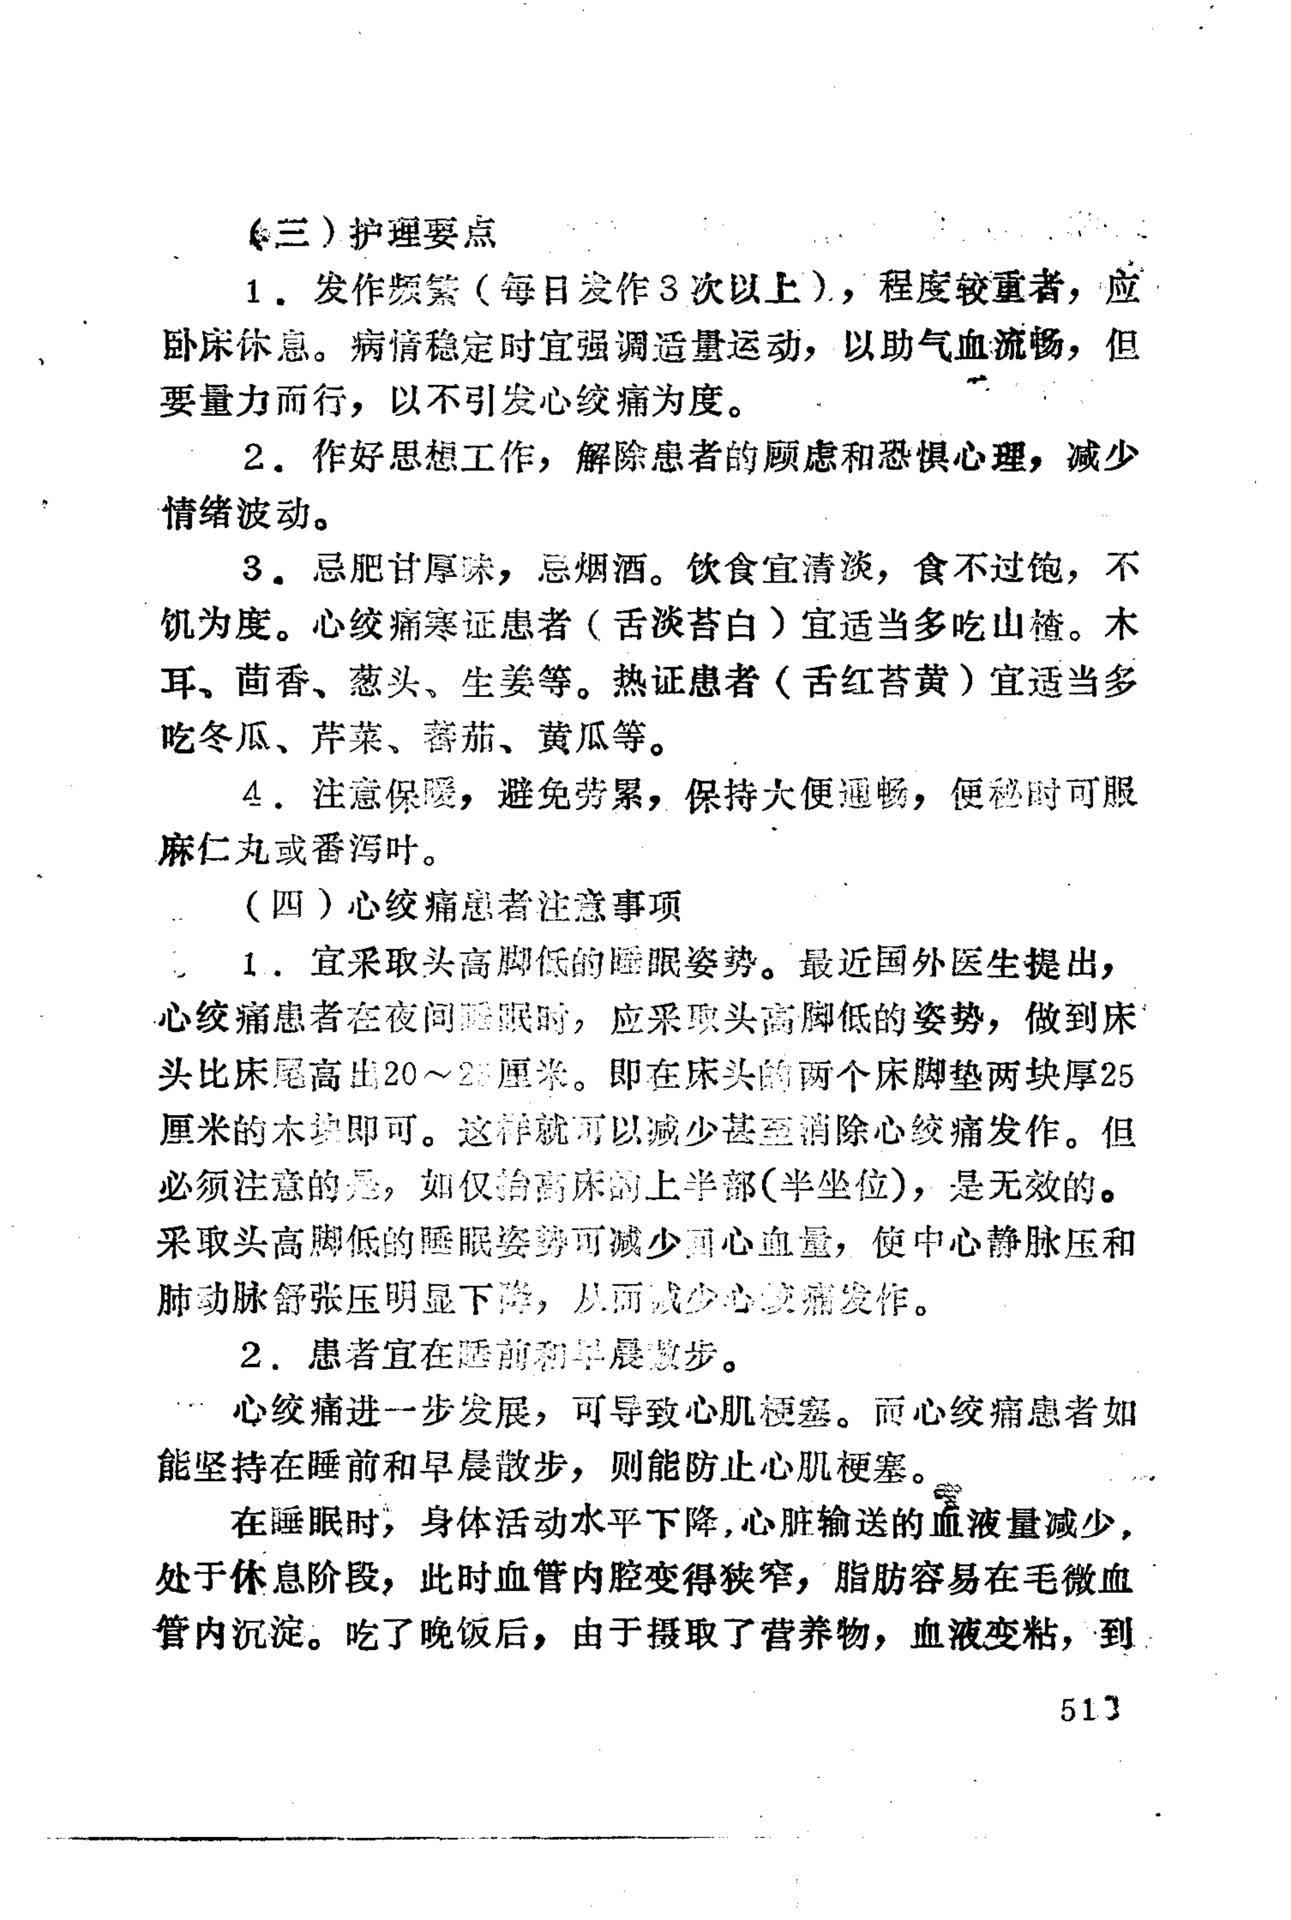 （三）护理要点
1．发作频繁（每日发作3次以上），程度较重者，应
卧床休息。病情稳定时宜强调适量运动，以助气血流畅，但
要量力而行，以不引发心绞痛为度。
2．作好思想工作，解除患者的顾虑和恐惧心理，减少
情绪波动。
3．忌肥甘厚味，忌烟酒。饮食宜清淡，食不过饱，不
饥为度。心绞痛寒证患者（舌淡苔白）宜适当多吃山楂。木
耳、茴香、葱头、生姜等。热证患者（舌红苔黄）宜适当多
吃冬瓜、芹菜、蕃茄、黄瓜等。
4．注意保暖，避免劳累，保持大便通畅，便秘时可服
麻仁丸或番泻叶。
（四）心绞痛患者注意事项
1．宜采取头高脚低的睡眠姿势。最近国外医生提出，
心绞痛患者在夜间睡眠时，应采取头高脚低的姿势，做到床
头比床尾高出20～2厘米。即在床头的两个床脚垫两块厚25
厘米的木块即可。这样就可以减少甚至消除心绞痛发作。但
必须注意的是，如仅抬高床的上半部(半坐位)，是无效的。
采取头高脚低的睡眠姿势可减少回心血量，使中心静脉压和
肺动脉舒张压明显下降，从而减少心绞痛发作。
2．患者宜在睡前和早晨散步。
心绞痛进一步发展，可导致心肌梗塞。而心绞痛患者如
能坚持在睡前和早晨散步，则能防止心肌梗塞。
在睡眠时，身体活动水平下降，心脏输送的血液量减少，
处于休息阶段，此时血管内腔变得狭窄，脂肪容易在毛微血
管内沉淀。吃了晚饭后，由于摄取了营养物，血液变粘，到
513